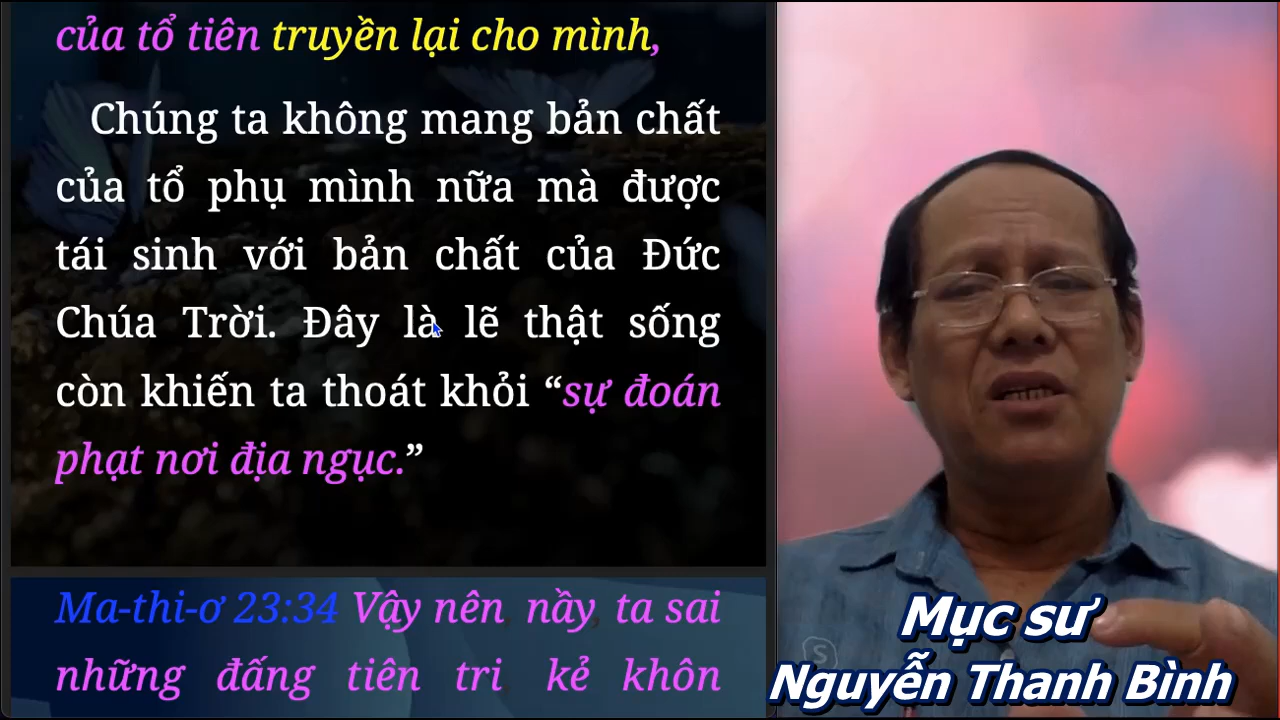 của tổ tiên truyền lại cho mình,
Chúng ta không mang bản chất
của tổ phụ mình nữa mà được
tái sinh với bản chất của Đức
Chúa Trời. Đây là lẽ thật sống
còn khiến ta thoát khỏi “sự đoán
phạt nơi địa ngục.”
Ma-thi-ơ 23:34 Vậy nên, nầy, ta sai
những đấng tiên tri, kẻ khôn
Mục sư
Nguyễn Thanh Bình